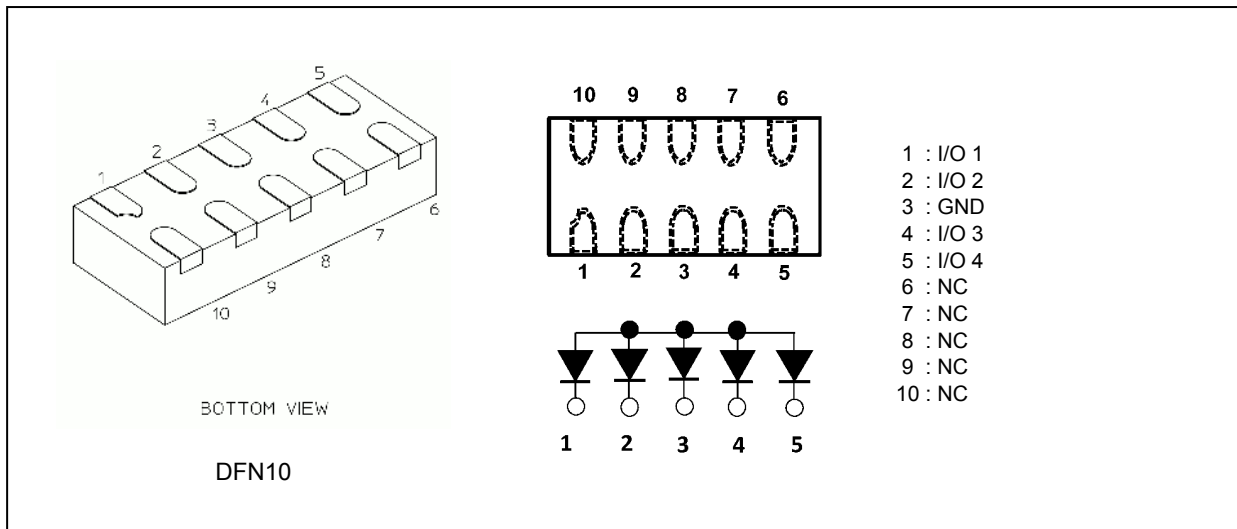 1
2
3
4
5
6
7
8
9
10
BOTTOM VIEW
DFN10
10 9 8 7 6
1 2 3 4 5
1 2 3 4 5
1 : I/O 1
2 : I/O 2
3 : GND
4 : I/O 3
5 : I/O 4
6 : NC
7 : NC
8 : NC
9 : NC
10 : NC